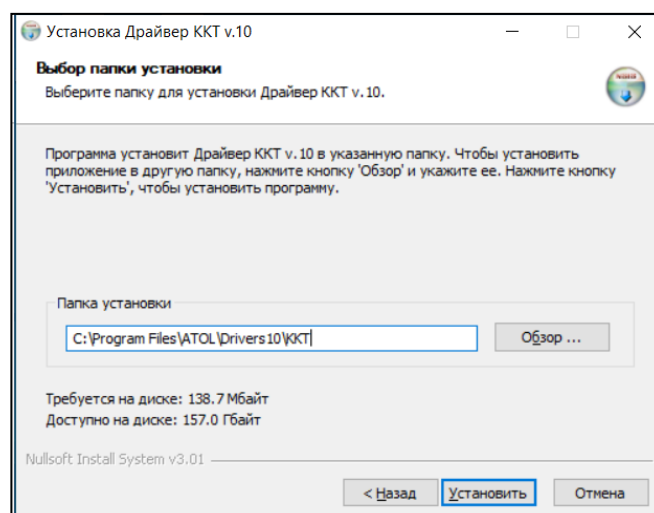 Установка Драйвер ККТ v.10
Выбор папки установки
Выберите папку для установки Драйвер ККТ v.10.
Программа установит Драйвер ККТ v.10 в указанную папку. Чтобы установить
приложение в другую папку, нажмите кнопку 'Обзор' и укажите ее. Нажмите кнопку
'Установить', чтобы установить программу.
Папка установки
C:\Program Files\ATOL\Drivers10\KKT
Обзор ...
Требуется на диске: 138.7 Мбайт
Доступно на диске: 157.0 Гбайт
Nullsoft Install System v3.01
< Назад Установить Отмена